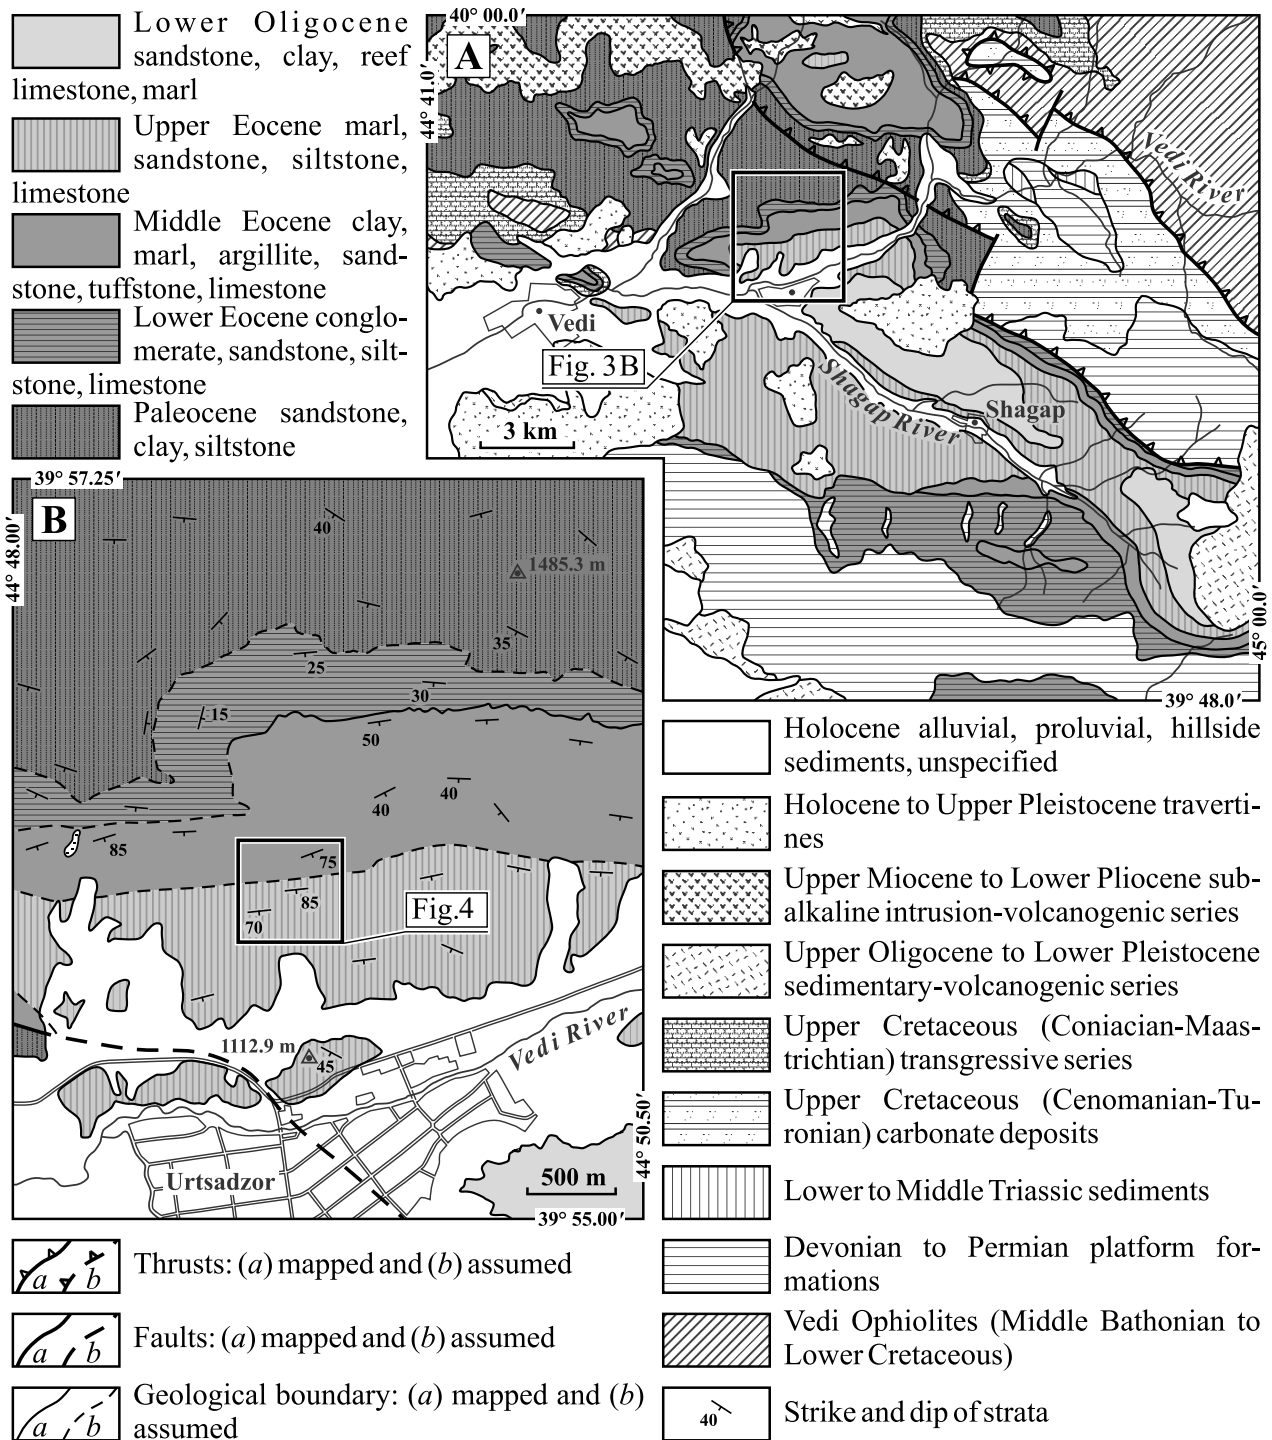 Lower Oligocene
sandstone, clay, reef
limestone, marl
Upper Eocene marl,
sandstone, siltstone,
limestone
Middle Eocene clay,
marl, argillite, sand-
stone, tuffstone, limestone
Lower Eocene conglo-
merate, sandstone, silt-
stone, limestone
Paleocene sandstone,
clay, siltstone
40° 00.0′
A
44° 41.0′
Vedi River
Vedi
Fig. 3B
3 km
Shagap River
Shagap
45° 00.0′
39° 48.0′
39° 57.25′
B
44° 48.00′
40
1485.3 m
35
25
30
15
50
40
40
85
75
85
70
Fig.4
1112.9 m
45
Vedi River
Urtsadzor
500 m
44° 50.50′
39° 55.00′
Thrusts: (a) mapped and (b) assumed
a
b
Faults: (a) mapped and (b) assumed
a
b
Geological boundary: (a) mapped and (b)
assumed
a
b
Holocene alluvial, proluvial, hillside
sediments, unspecified
Holocene to Upper Pleistocene traverti-
nes
Upper Miocene to Lower Pliocene sub-
alkaline intrusion-volcanogenic series
Upper Oligocene to Lower Pleistocene
sedimentary-volcanogenic series
Upper Cretaceous (Coniacian-Maas-
trichtian) transgressive series
Upper Cretaceous (Cenomanian-Tu-
ronian) carbonate deposits
Lower to Middle Triassic sediments
Devonian to Permian platform for-
mations
Vedi Ophiolites (Middle Bathonian to
Lower Cretaceous)
40
Strike and dip of strata